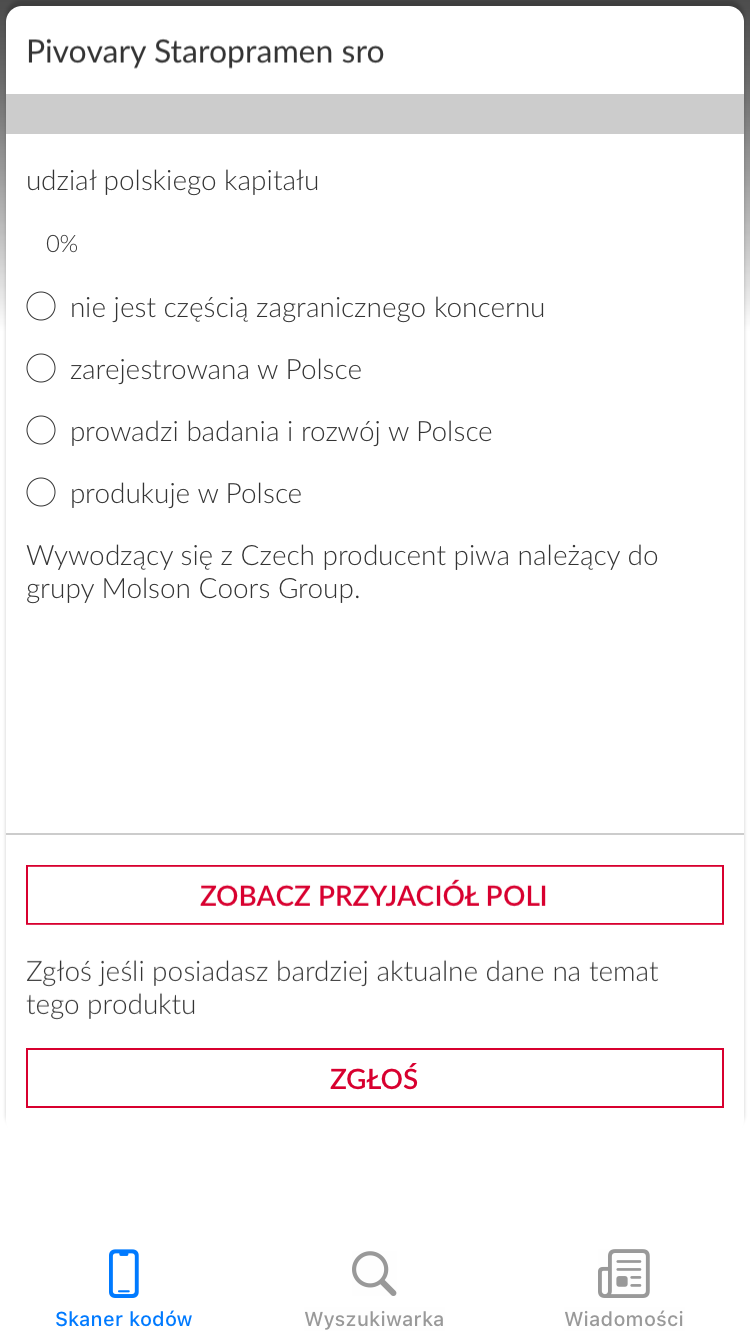 Pivovary Staropramen sro
udział polskiego kapitału
0%
nie jest częścią zagranicznego koncernu
zarejestrowana w Polsce
prowadzi badania i rozwój w Polsce
produkuje w Polsce
Wywodzący się z Czech producent piwa należący do
grupy Molson Coors Group.
ZOBACZ PRZYJACIÓŁ POLI
Zgłoś jeśli posiadasz bardziej aktualne dane na temat
tego produktu
ZGŁOŚ
Skaner kodów
Wyszukiwarka
Wiadomości